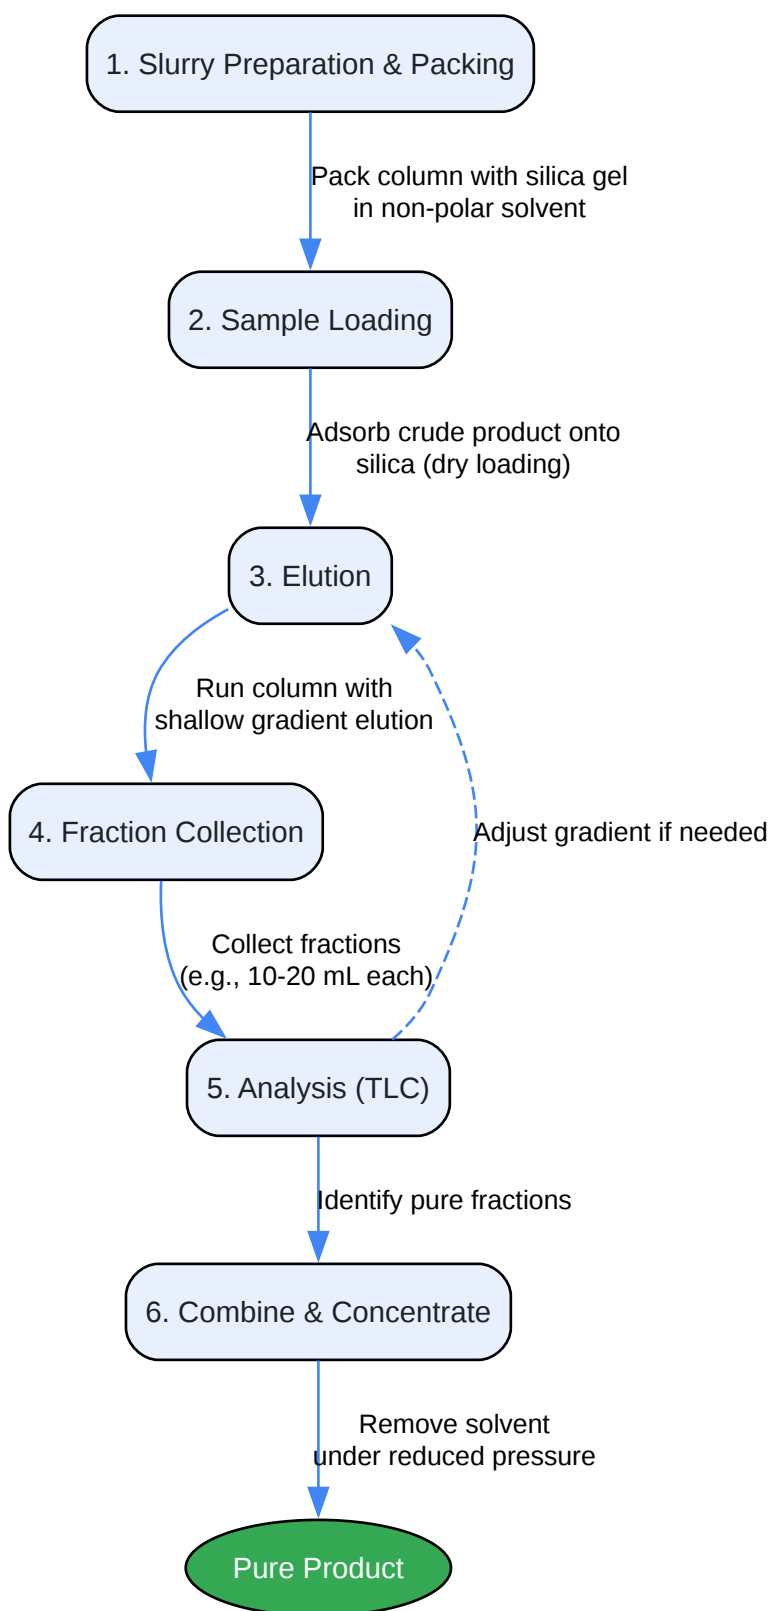 1. Slurry Preparation & Packing
Pack column with silica gel
in non-polar solvent
2. Sample Loading
Adsorb crude product onto
silica (dry loading)
3. Elution
Run column with
shallow gradient elution
4. Fraction Collection
Adjust gradient if needed
Collect fractions
(e.g., 10-20 mL each)
5. Analysis (TLC)
Identify pure fractions
6. Combine & Concentrate
Remove solvent
under reduced pressure
Pure Product